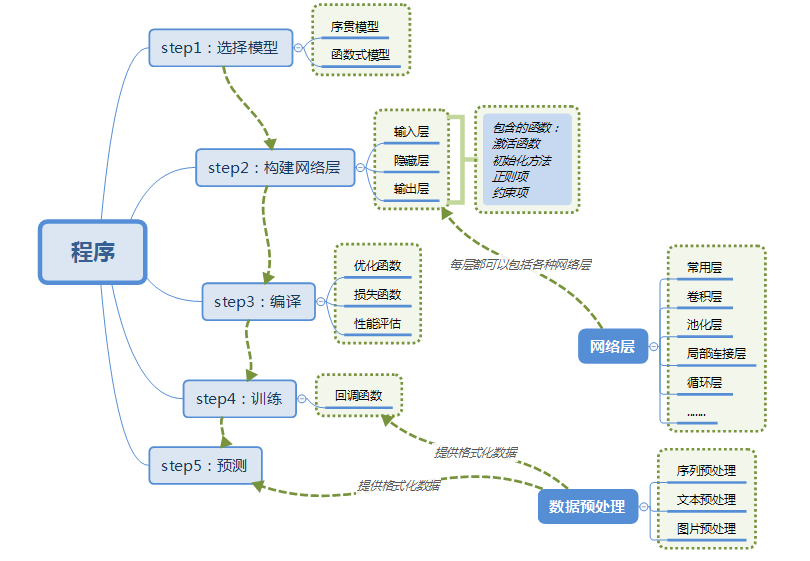 程序
step1：选择模型
序贯模型
函数式模型
step2：构建网络层
输入层
隐藏层
输出层
包含的函数：
激活函数
初始化方法
正则项
约束项
step3：编译
优化函数
损失函数
性能评估
step4：训练
回调函数
step5：预测
每层都可以包括各种网络层
网络层
常用层
卷积层
池化层
局部连接层
循环层
.......
提供格式化数据
提供格式化数据
数据预处理
序列预处理
文本预处理
图片预处理